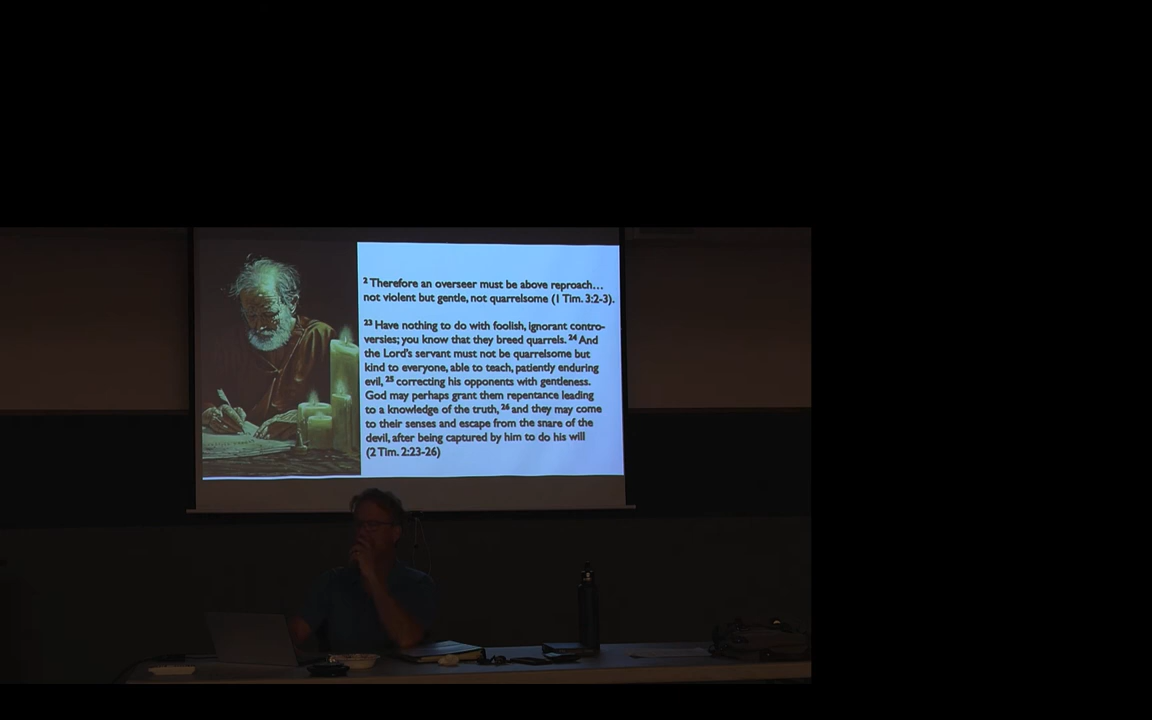 2 Therefore an overseer must be above reproach…
not violent but gentle, not quarrelsome (1 Tim. 3:2-3).
23 Have nothing to do with foolish, ignorant contro-
versies; you know that they breed quarrels. 24 And
the Lord's servant must not be quarrelsome but
kind to everyone, able to teach, patiently enduring
evil, 25 correcting his opponents with gentleness.
God may perhaps grant them repentance leading
to a knowledge of the truth, 26 and they may come
to their senses and escape from the snare of the
devil, after being captured by him to do his will
(2 Tim. 2:23-26)